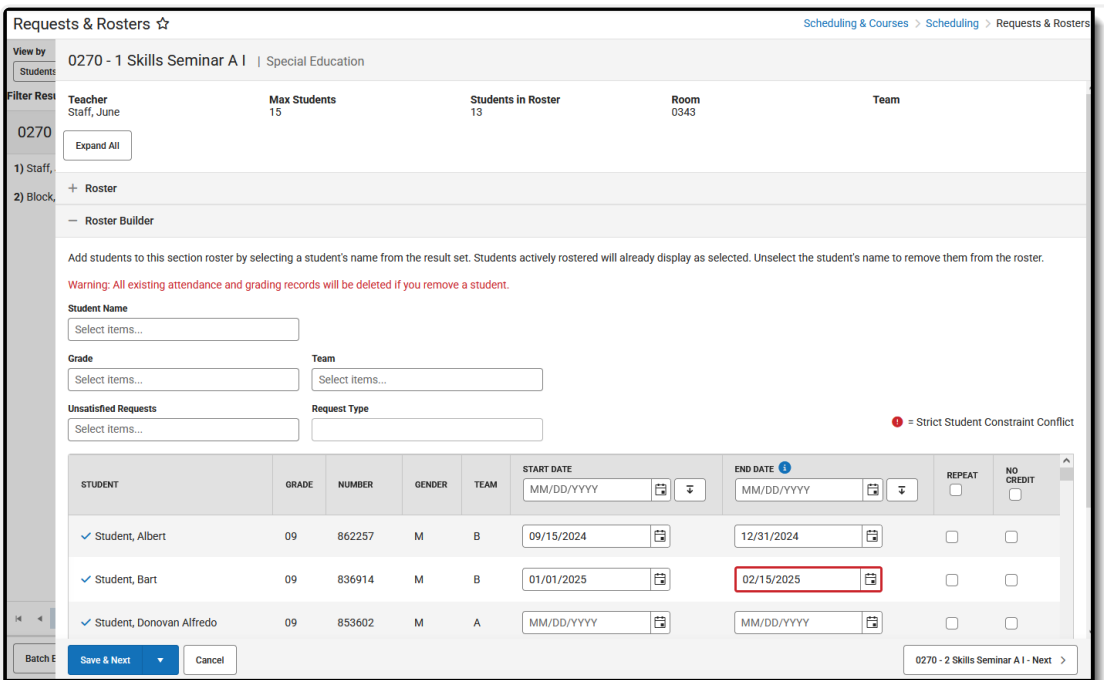 Requests & Rosters
Scheduling & Courses > Scheduling > Requests & Rosters
View by
Students
Filter Resu
0270
1) Staff,
2) Block,
Batch E
0270 - 1 Skills Seminar A I | Special Education
Teacher Max Students Students in Roster Room Team
Staff, June 15 13 0343
Expand All
+ Roster
− Roster Builder
Add students to this section roster by selecting a student's name from the result set. Students actively rostered will already display as selected. Unselect the student's name to remove them from the roster.
Warning: All existing attendance and grading records will be deleted if you remove a student.
Student Name
Select items...
Grade Team
Select items... Select items...
Unsatisfied Requests Request Type
Select items...
! = Strict Student Constraint Conflict
STUDENT GRADE NUMBER GENDER TEAM START DATE END DATE i REPEAT NO CREDIT
MM/DD/YYYY MM/DD/YYYY
Student, Albert 09 862257 M B 09/15/2024 12/31/2024
Student, Bart 09 836914 M B 01/01/2025 02/15/2025
Student, Donovan Alfredo 09 853602 M A MM/DD/YYYY MM/DD/YYYY
Save & Next Cancel 0270 - 2 Skills Seminar A I - Next >